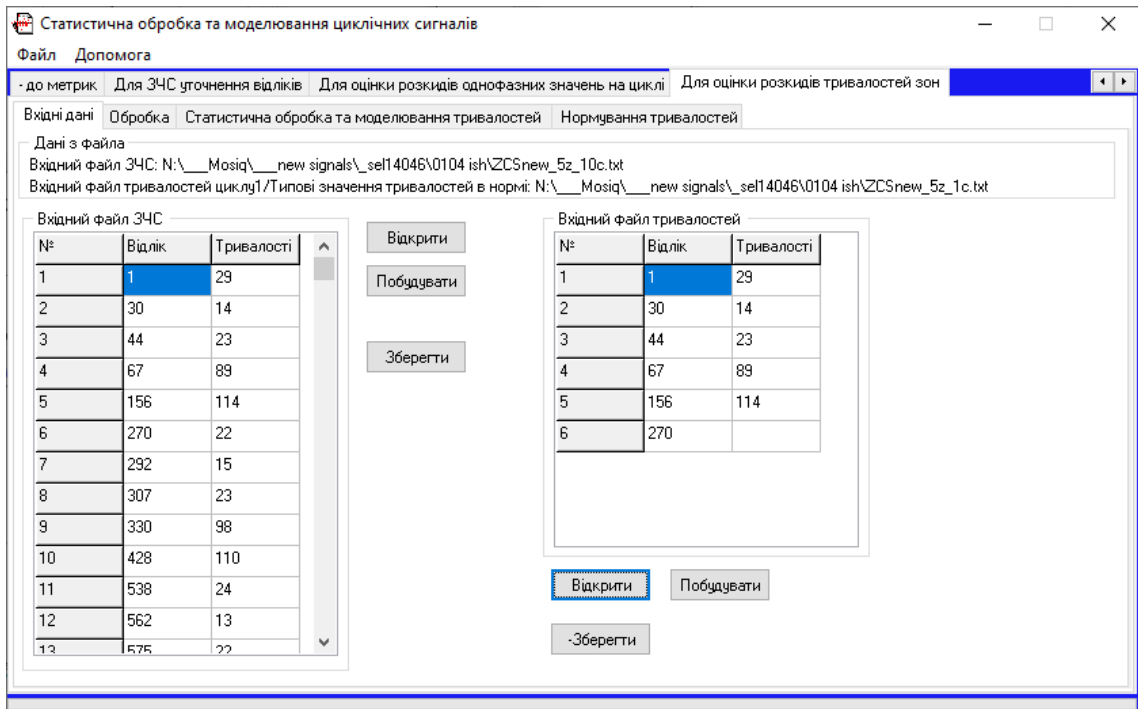 Статистична обробка та моделювання циклічних сигналів
Файл Допомога
- до метрик Для ЗЧС уточнення відліків Для оцінки розкидів однофазних значень на циклі Для оцінки розкидів тривалостей зон
Вхідні дані Обробка Статистична обробка та моделювання тривалостей Нормування тривалостей
Дані з файла
Вхідний файл ЗЧС: N:\___Mosiq\___new signals\_sel14046\0104 ish\ZCSnew_5z_10c.txt
Вхідний файл тривалостей циклу1/Типові значення тривалостей в нормі: N:\___Mosiq\___new signals\_sel14046\0104 ish\ZCSnew_5z_1c.txt
Вхідний файл ЗЧС
№ Відлік Тривалості
1 1 29
2 30 14
3 44 23
4 67 89
5 156 114
6 270 22
7 292 15
8 307 23
9 330 98
10 428 110
11 538 24
12 562 13
13 575 22
Відкрити
Побудувати
Зберегти
Вхідний файл тривалостей
№ Відлік Тривалості
1 1 29
2 30 14
3 44 23
4 67 89
5 156 114
6 270
Відкрити Побудувати
-Зберегти